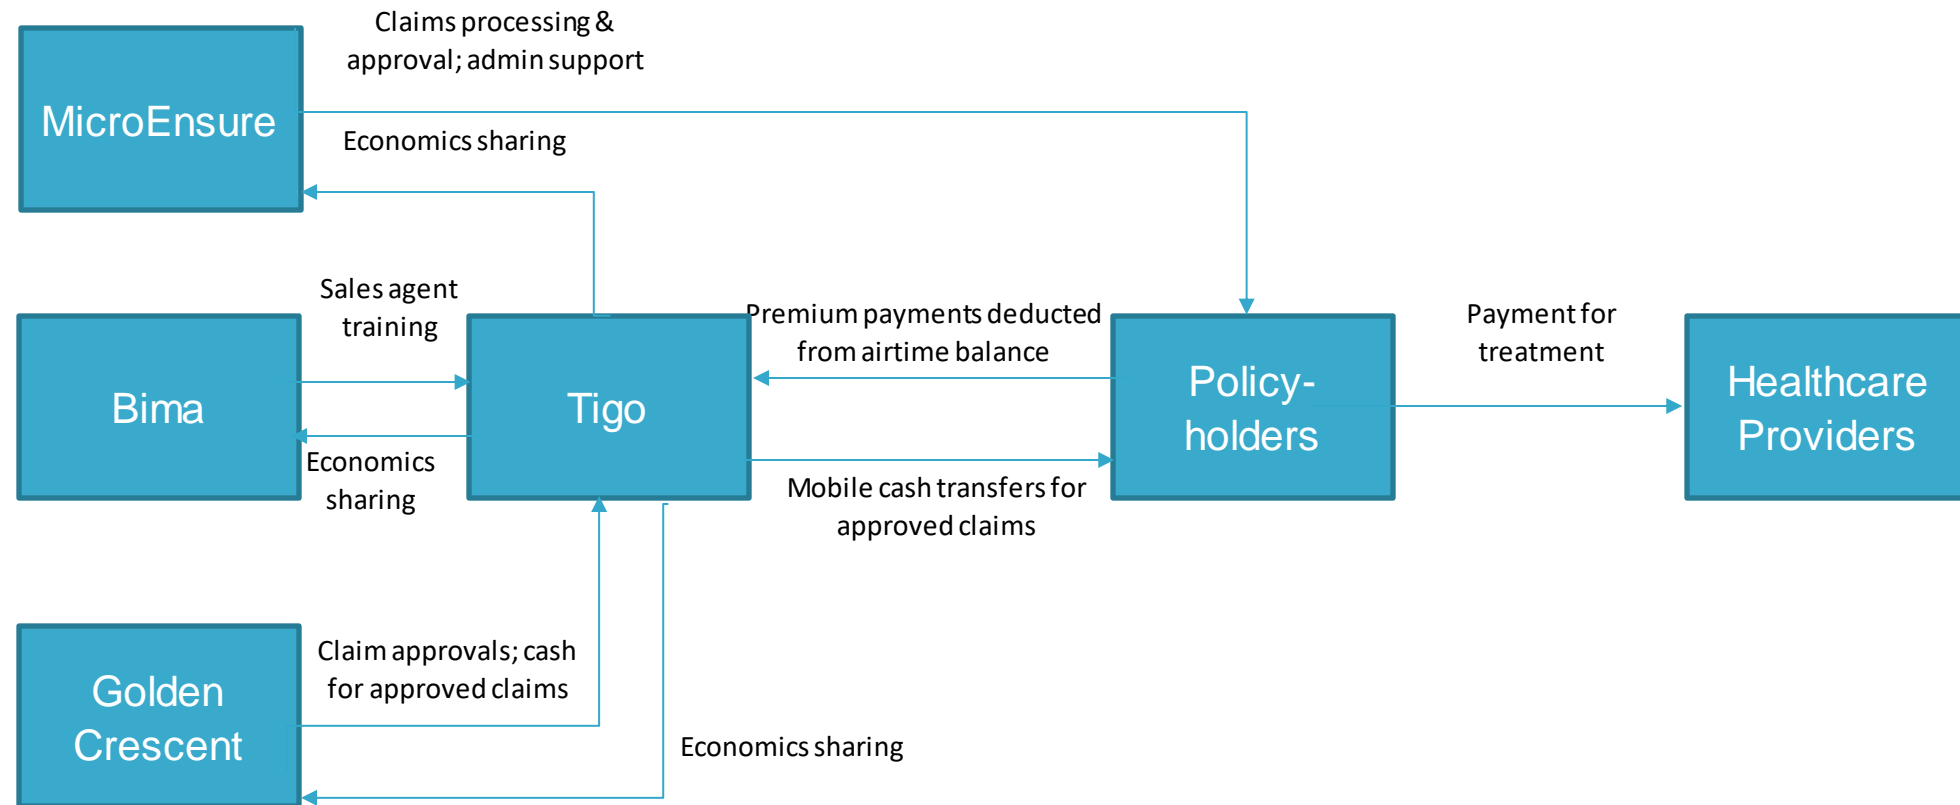 Claims processing &
approval; admin support
MicroEnsure
Economics sharing
Sales agent
training
Premium payments deducted
from airtime balance
Payment for
treatment
Bima
Tigo
Policy-
holders
Healthcare
Providers
Economics
sharing
Mobile cash transfers for
approved claims
Claim approvals; cash
for approved claims
Golden
Crescent
Economics sharing